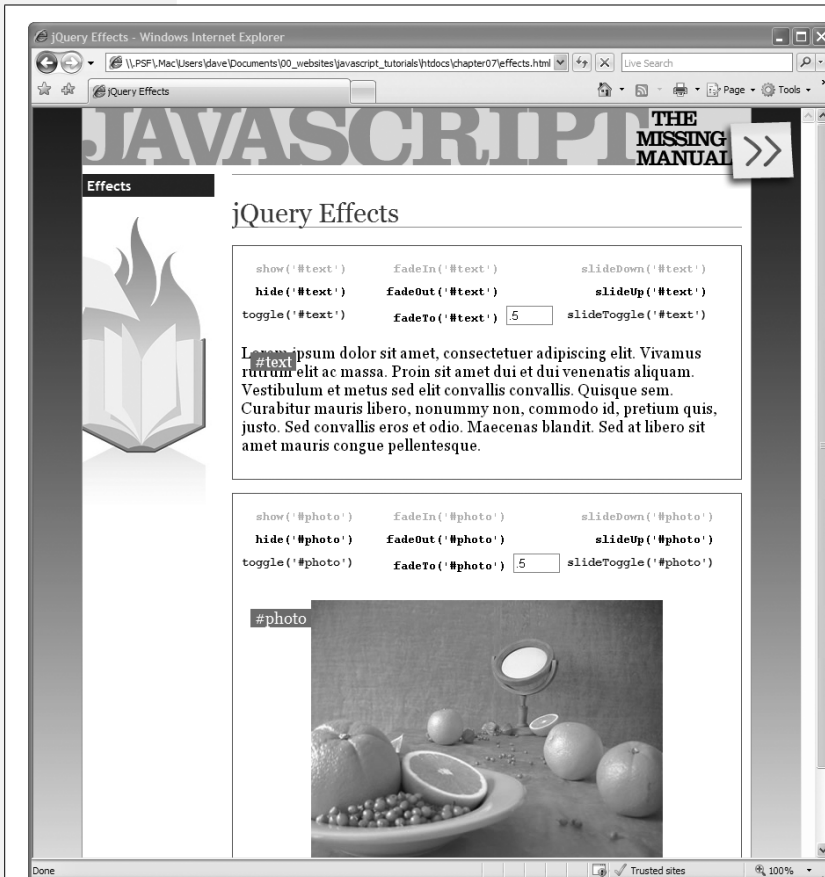 jQuery Effects - Windows Internet Explorer
\\.PSF\.Mac\Users\dave\Documents\00_websites\javascript_tutorials\htdocs\chapter07\effects.html
Live Search
jQuery Effects
Page
Tools
JAVASCRIPT
THE
MISSING
MANUAL
Effects
jQuery Effects
show('#text') fadeIn('#text') slideDown('#text')
hide('#text') fadeOut('#text') slideUp('#text')
toggle('#text') fadeTo('#text') .5 slideToggle('#text')
#text
Lorem ipsum dolor sit amet, consectetuer adipiscing elit. Vivamus
rutrum elit ac massa. Proin sit amet dui et dui venenatis aliquam.
Vestibulum et metus sed elit convallis convallis. Quisque sem.
Curabitur mauris libero, nonummy non, commodo id, pretium quis,
justo. Sed convallis eros et odio. Maecenas blandit. Sed at libero sit
amet mauris congue pellentesque.
show('#photo') fadeIn('#photo') slideDown('#photo')
hide('#photo') fadeOut('#photo') slideUp('#photo')
toggle('#photo') fadeTo('#photo') .5 slideToggle('#photo')
#photo
Done
Trusted sites
100%